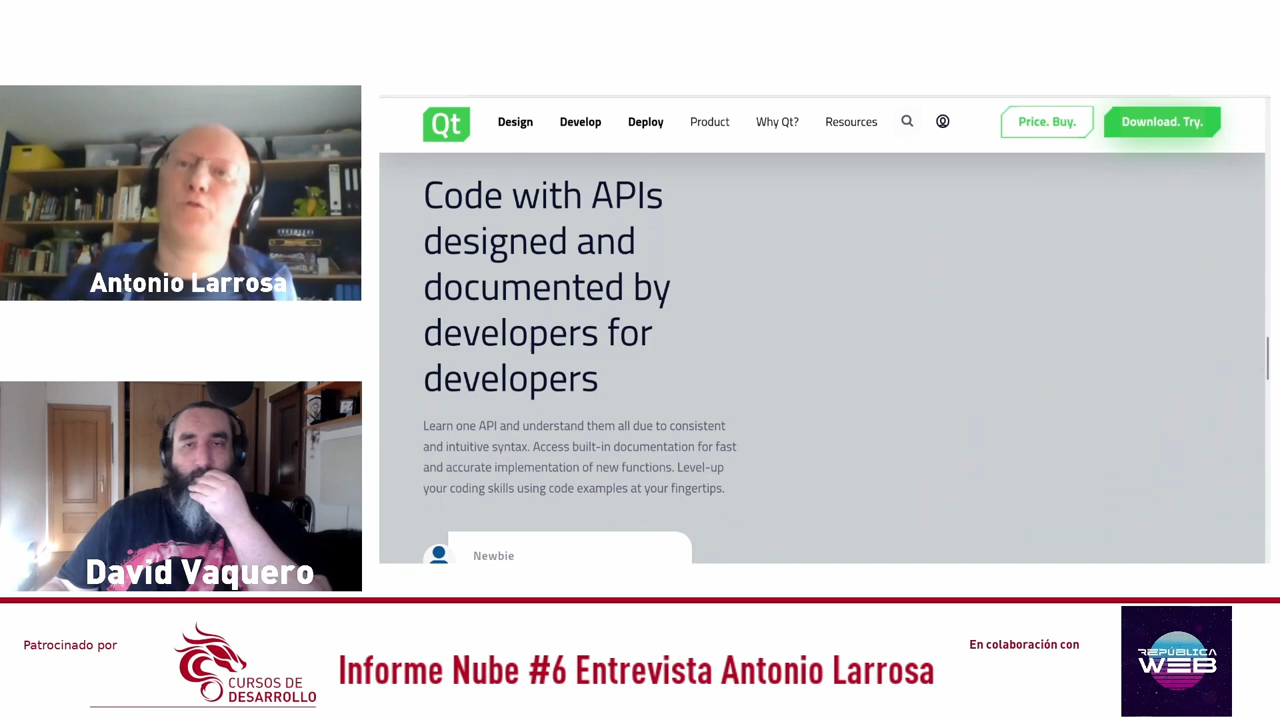 Qt
Design
Develop
Deploy
Product
Why Qt?
Resources
Price. Buy.
Download. Try.
Code with APIs
designed and
documented by
developers for
developers
Learn one API and understand them all due to consistent
and intuitive syntax. Access built-in documentation for fast
and accurate implementation of new functions. Level-up
your coding skills using code examples at your fingertips.
Newbie
Antonio Larrosa
David Vaquero
Patrocinado por
CURSOS DE
DESARROLLO
Informe Nube #6 Entrevista Antonio Larrosa
En colaboración con
REPÚBLICA
WEB